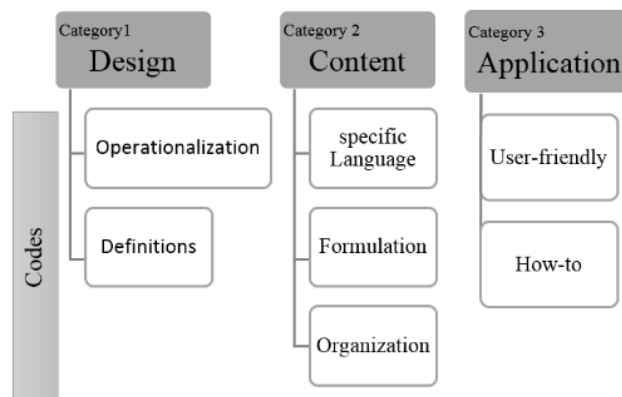 Category1
Design
Operationalization
Definitions
Category 2
Content
specific
Language
Formulation
Organization
Category 3
Application
User-friendly
How-to
Codes